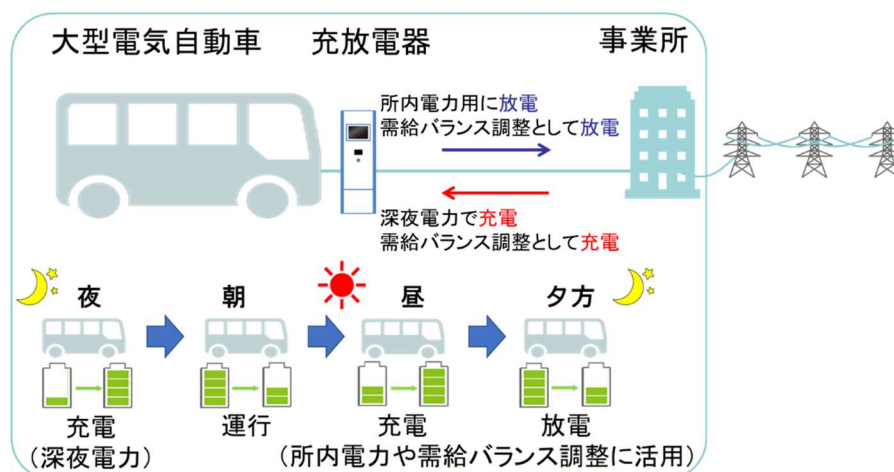 大型電気自動車
充放電器
事業所
所内電力用に放電
需給バランス調整として放電
深夜電力で充電
需給バランス調整として充電
夜
朝
昼
夕方
充電
(深夜電力)
運行
充電
放電
(所内電力や需給バランス調整に活用)